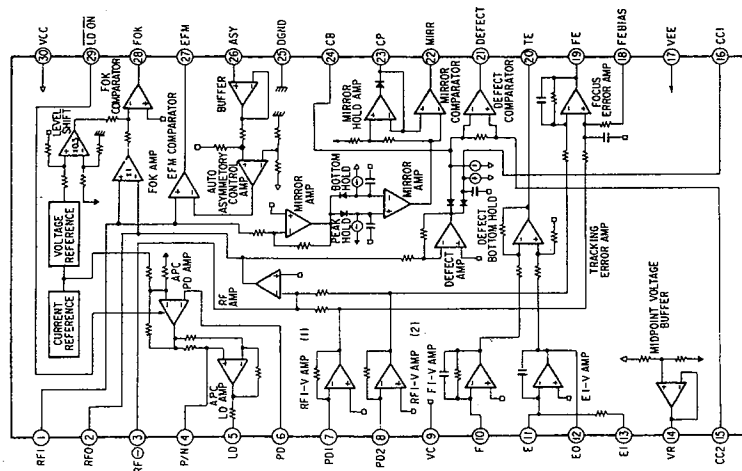 30 VCC
29 LD ON
28 FOK
27 EFM
26 ASY
25 DGND
24 CB
23 CP
22 MIRR
21 DEFECT
20 TE
19 FE
18 FEBIAS
17 VEE
16 CC1
FOK COMPARATOR
LEVEL SHIFT
FOK AMP
EFM COMPARATOR
BUFFER
AUTO ASYMMETORY CONTROL AMP
MIRROR HOLD AMP
MIRROR COMPARATOR
DEFECT COMPARATOR
FOCUS ERROR AMP
VOLTAGE REFERENCE
CURRENT REFERENCE
MIRROR AMP
BOTTOM HOLD
PEAK HOLD
MIRROR AMP
DEFECT AMP
DEFECT BOTTOM HOLD
TRACKING ERROR AMP
APC PD AMP
RF AMP
APC LD AMP
RF I-V AMP (1)
RF I-V AMP (2)
F I-V AMP
E I-V AMP
MIDPOINT VOLTAGE BUFFER
RFI 1
RFO 2
RF(-) 3
P/N 4
LD 5
PD 6
PD1 7
PD2 8
VC 9
F 10
E 11
EO 12
EI 13
VR 14
CC2 15